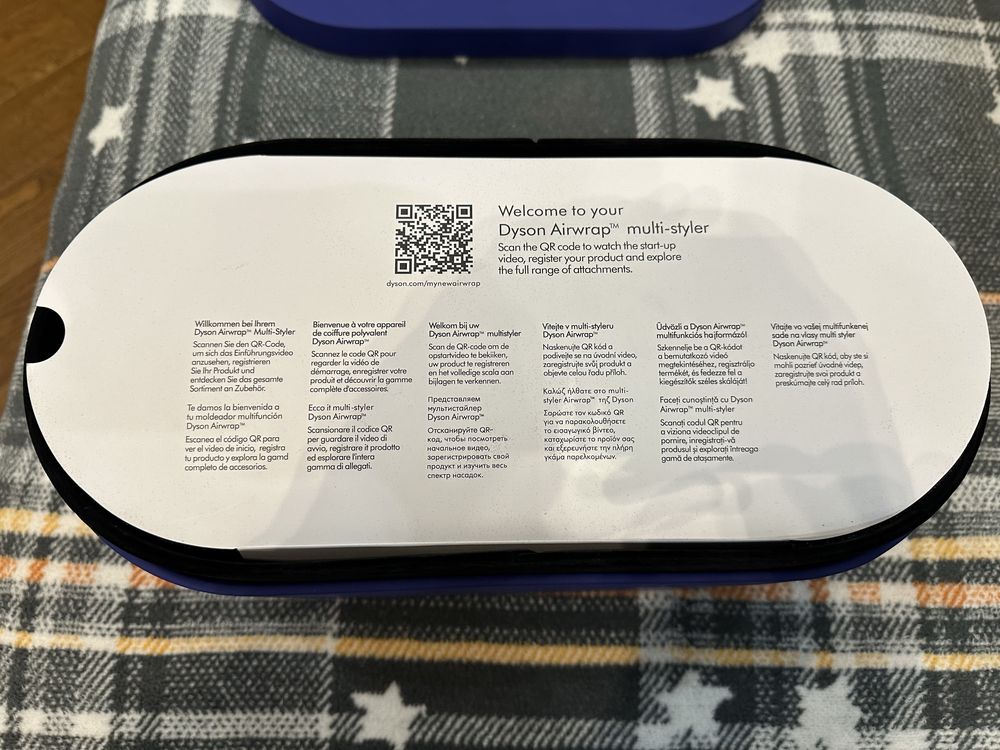 Welcome to your
Dyson Airwrap™ multi-styler
Scan the QR code to watch the start-up
video, register your product and explore
the full range of attachments.
dyson.com/mynewairwrap
Willkommen bei Ihrem
Dyson Airwrap™ Multi-Styler
Scannen Sie den QR-Code,
um sich das Einführungsvideo
anzusehen, registrieren
Sie Ihr Produkt und
entdecken Sie das gesamte
Sortiment an Zubehör.
Bienvenue à votre appareil
de coiffure polyvalent
Dyson Airwrap™
Scannez le code QR pour
regarder la vidéo de
démarrage, enregistrer votre
produit et découvrir la gamme
complète d'accessoires.
Welkom bij uw
Dyson Airwrap™ multistyler
Scan de QR-code om de
opstartvideo te bekijken,
uw product te registreren
en het volledige scala aan
bijlagen te verkennen.
Vítejte v multi-styleru
Dyson Airwrap™
Naskenujte QR kód a
podívejte se na úvodní video,
zaregistrujte svůj produkt a
objevte celou řadu příloh.
Üdvözli a Dyson Airwrap™
multifunkciós hajformázó!
Szkennelje be a QR-kódot
a bemutatkozó videó
megtekintéséhez, regisztrálja
termékét, és fedezze fel a
kiegészítők széles skáláját!
Vitajte vo vašej multifunkenej
sade na vlasy multi styler
Dyson Airwrap™
Naskenujte QR kód, aby ste si
mohli pozrieť úvodné video,
zaregistrujte svoj produkt a
preskúmajte celý rad príloh.
Te damos la bienvenida a
tu moldeador multifunción
Dyson Airwrap™
Escanea el código QR para
ver el vídeo de inicio, registra
tu producto y explora la gamd
completo de accesorios.
Ecco it multi-styler
Dyson Airwrap™
Scansionare il codice QR
per guardare il video di
avvio, registrare it prodotto
ed esplorare l'intera
gamma di allegati.
Представляем
мультистайлер
Dyson Airwrap™
Отсканируйте QR-
код, чтобы посмотреть
начальное видео,
зарегистрировать свой
продукт и изучить весь
спектр насадок.
Καλώζ ήλθατε στο multi-
styler Airwrap™ τηζ Dyson
Σαρώστε τον κωδικό QR
για να παρακολουθήσετε
το εισαγωγικό βίντεο,
καταχωρίστε το προϊόν σας
και εξερευνήστε την πλήρη
γκάμα παρελκομένων.
Faceți cunoștință cu Dyson
Airwrap™ multi-styler
Scanați codul QR pentru
a viziona videoclipul de
pornire, inregistrați-vă
produsul și explorați întreaga
gamă de atașamente.